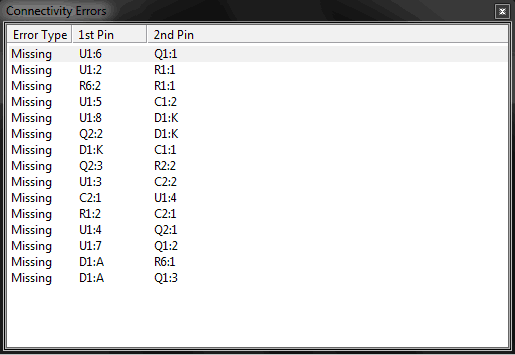 Connectivity Errors
Error Type 1st Pin 2nd Pin
Missing U1:6 Q1:1
Missing U1:2 R1:1
Missing R6:2 R1:1
Missing U1:5 C1:2
Missing U1:8 D1:K
Missing Q2:2 D1:K
Missing D1:K C1:1
Missing Q2:3 R2:2
Missing U1:3 C2:2
Missing C2:1 U1:4
Missing R1:2 C2:1
Missing U1:4 Q2:1
Missing U1:7 Q1:2
Missing D1:A R6:1
Missing D1:A Q1:3